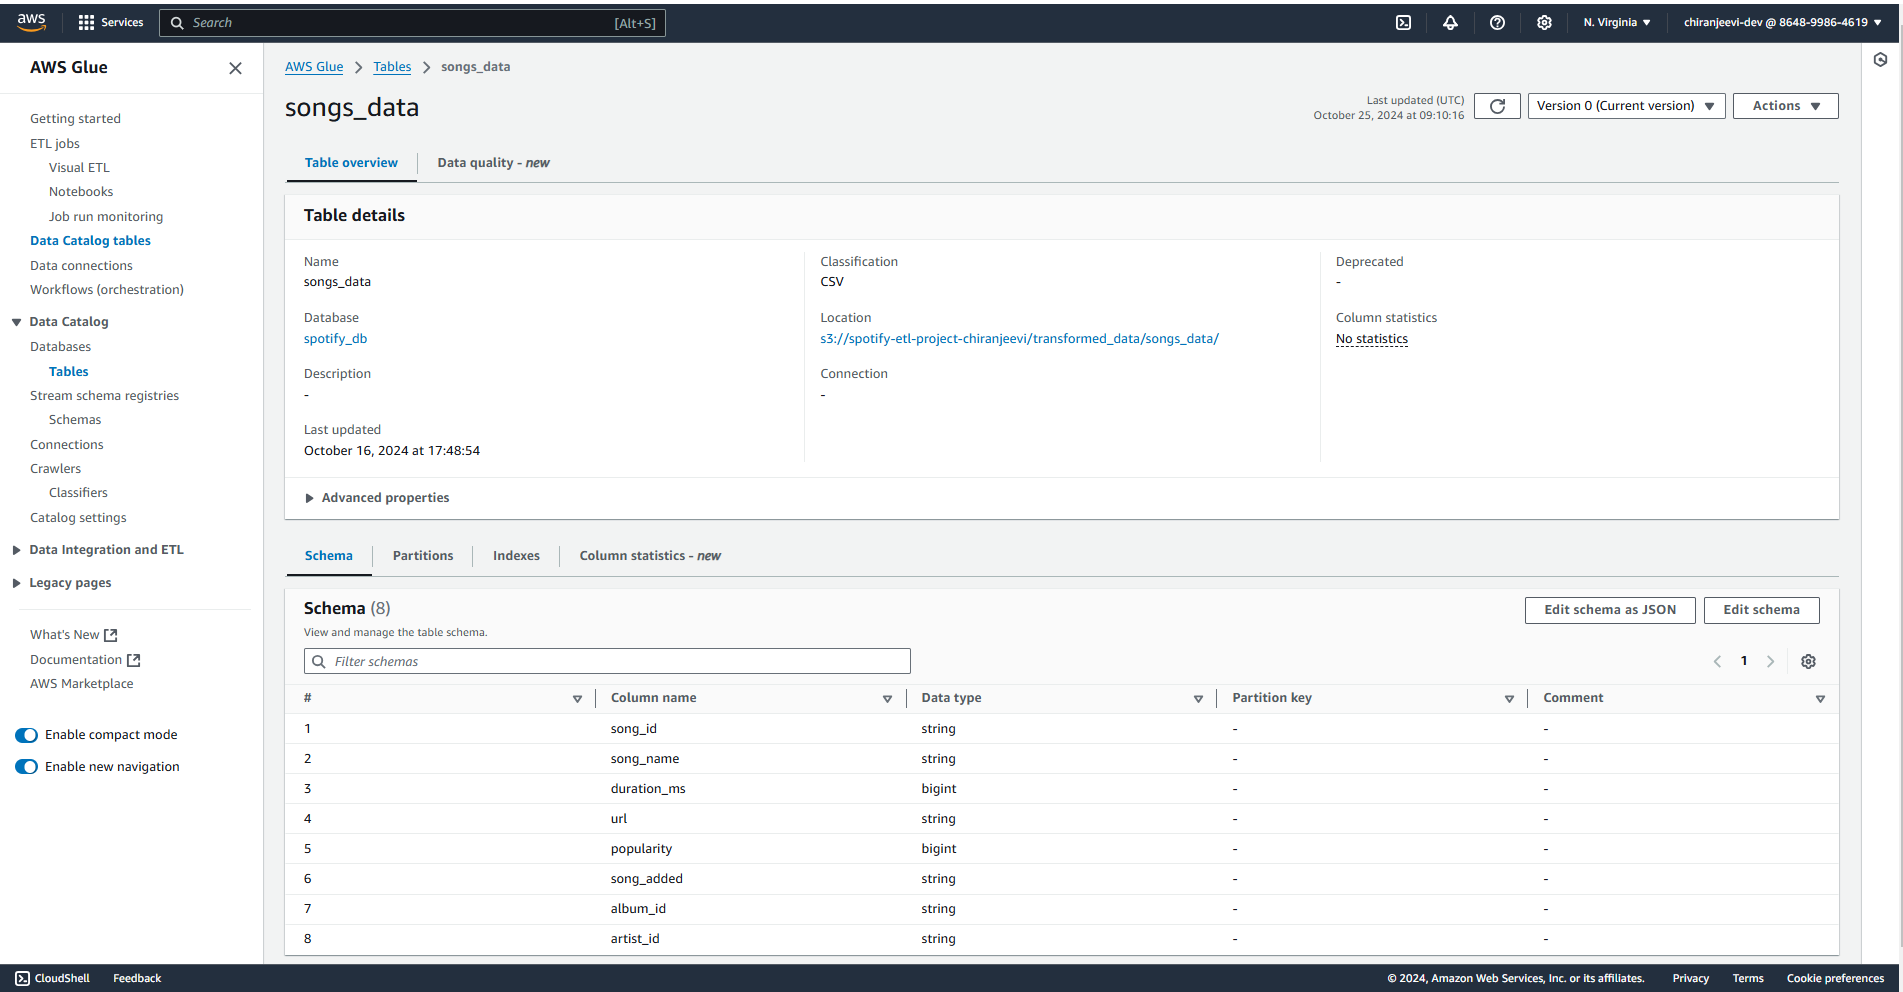 aws Services Search [Alt+S] N. Virginia chiranjeevi-dev @ 8648-9986-4619
AWS Glue
Getting started
ETL jobs
Visual ETL
Notebooks
Job run monitoring
Data Catalog tables
Data connections
Workflows (orchestration)
Data Catalog
Databases
Tables
Stream schema registries
Schemas
Connections
Crawlers
Classifiers
Catalog settings
Data Integration and ETL
Legacy pages
What's New
Documentation
AWS Marketplace
Enable compact mode
Enable new navigation
AWS Glue Tables songs_data
songs_data
Last updated (UTC)
October 25, 2024 at 09:10:16
Version 0 (Current version) Actions
Table overview Data quality - new
Table details
Name
songs_data
Database
spotify_db
Description
-
Last updated
October 16, 2024 at 17:48:54
Classification
CSV
Location
s3://spotify-etl-project-chiranjeevi/transformed_data/songs_data/
Connection
-
Deprecated
-
Column statistics
No statistics
Advanced properties
Schema Partitions Indexes Column statistics - new
Schema (8)
View and manage the table schema.
Edit schema as JSON Edit schema
Filter schemas
1
# Column name Data type Partition key Comment
1 song_id string - -
2 song_name string - -
3 duration_ms bigint - -
4 url string - -
5 popularity bigint - -
6 song_added string - -
7 album_id string - -
8 artist_id string - -
CloudShell Feedback © 2024, Amazon Web Services, Inc. or its affiliates. Privacy Terms Cookie preferences